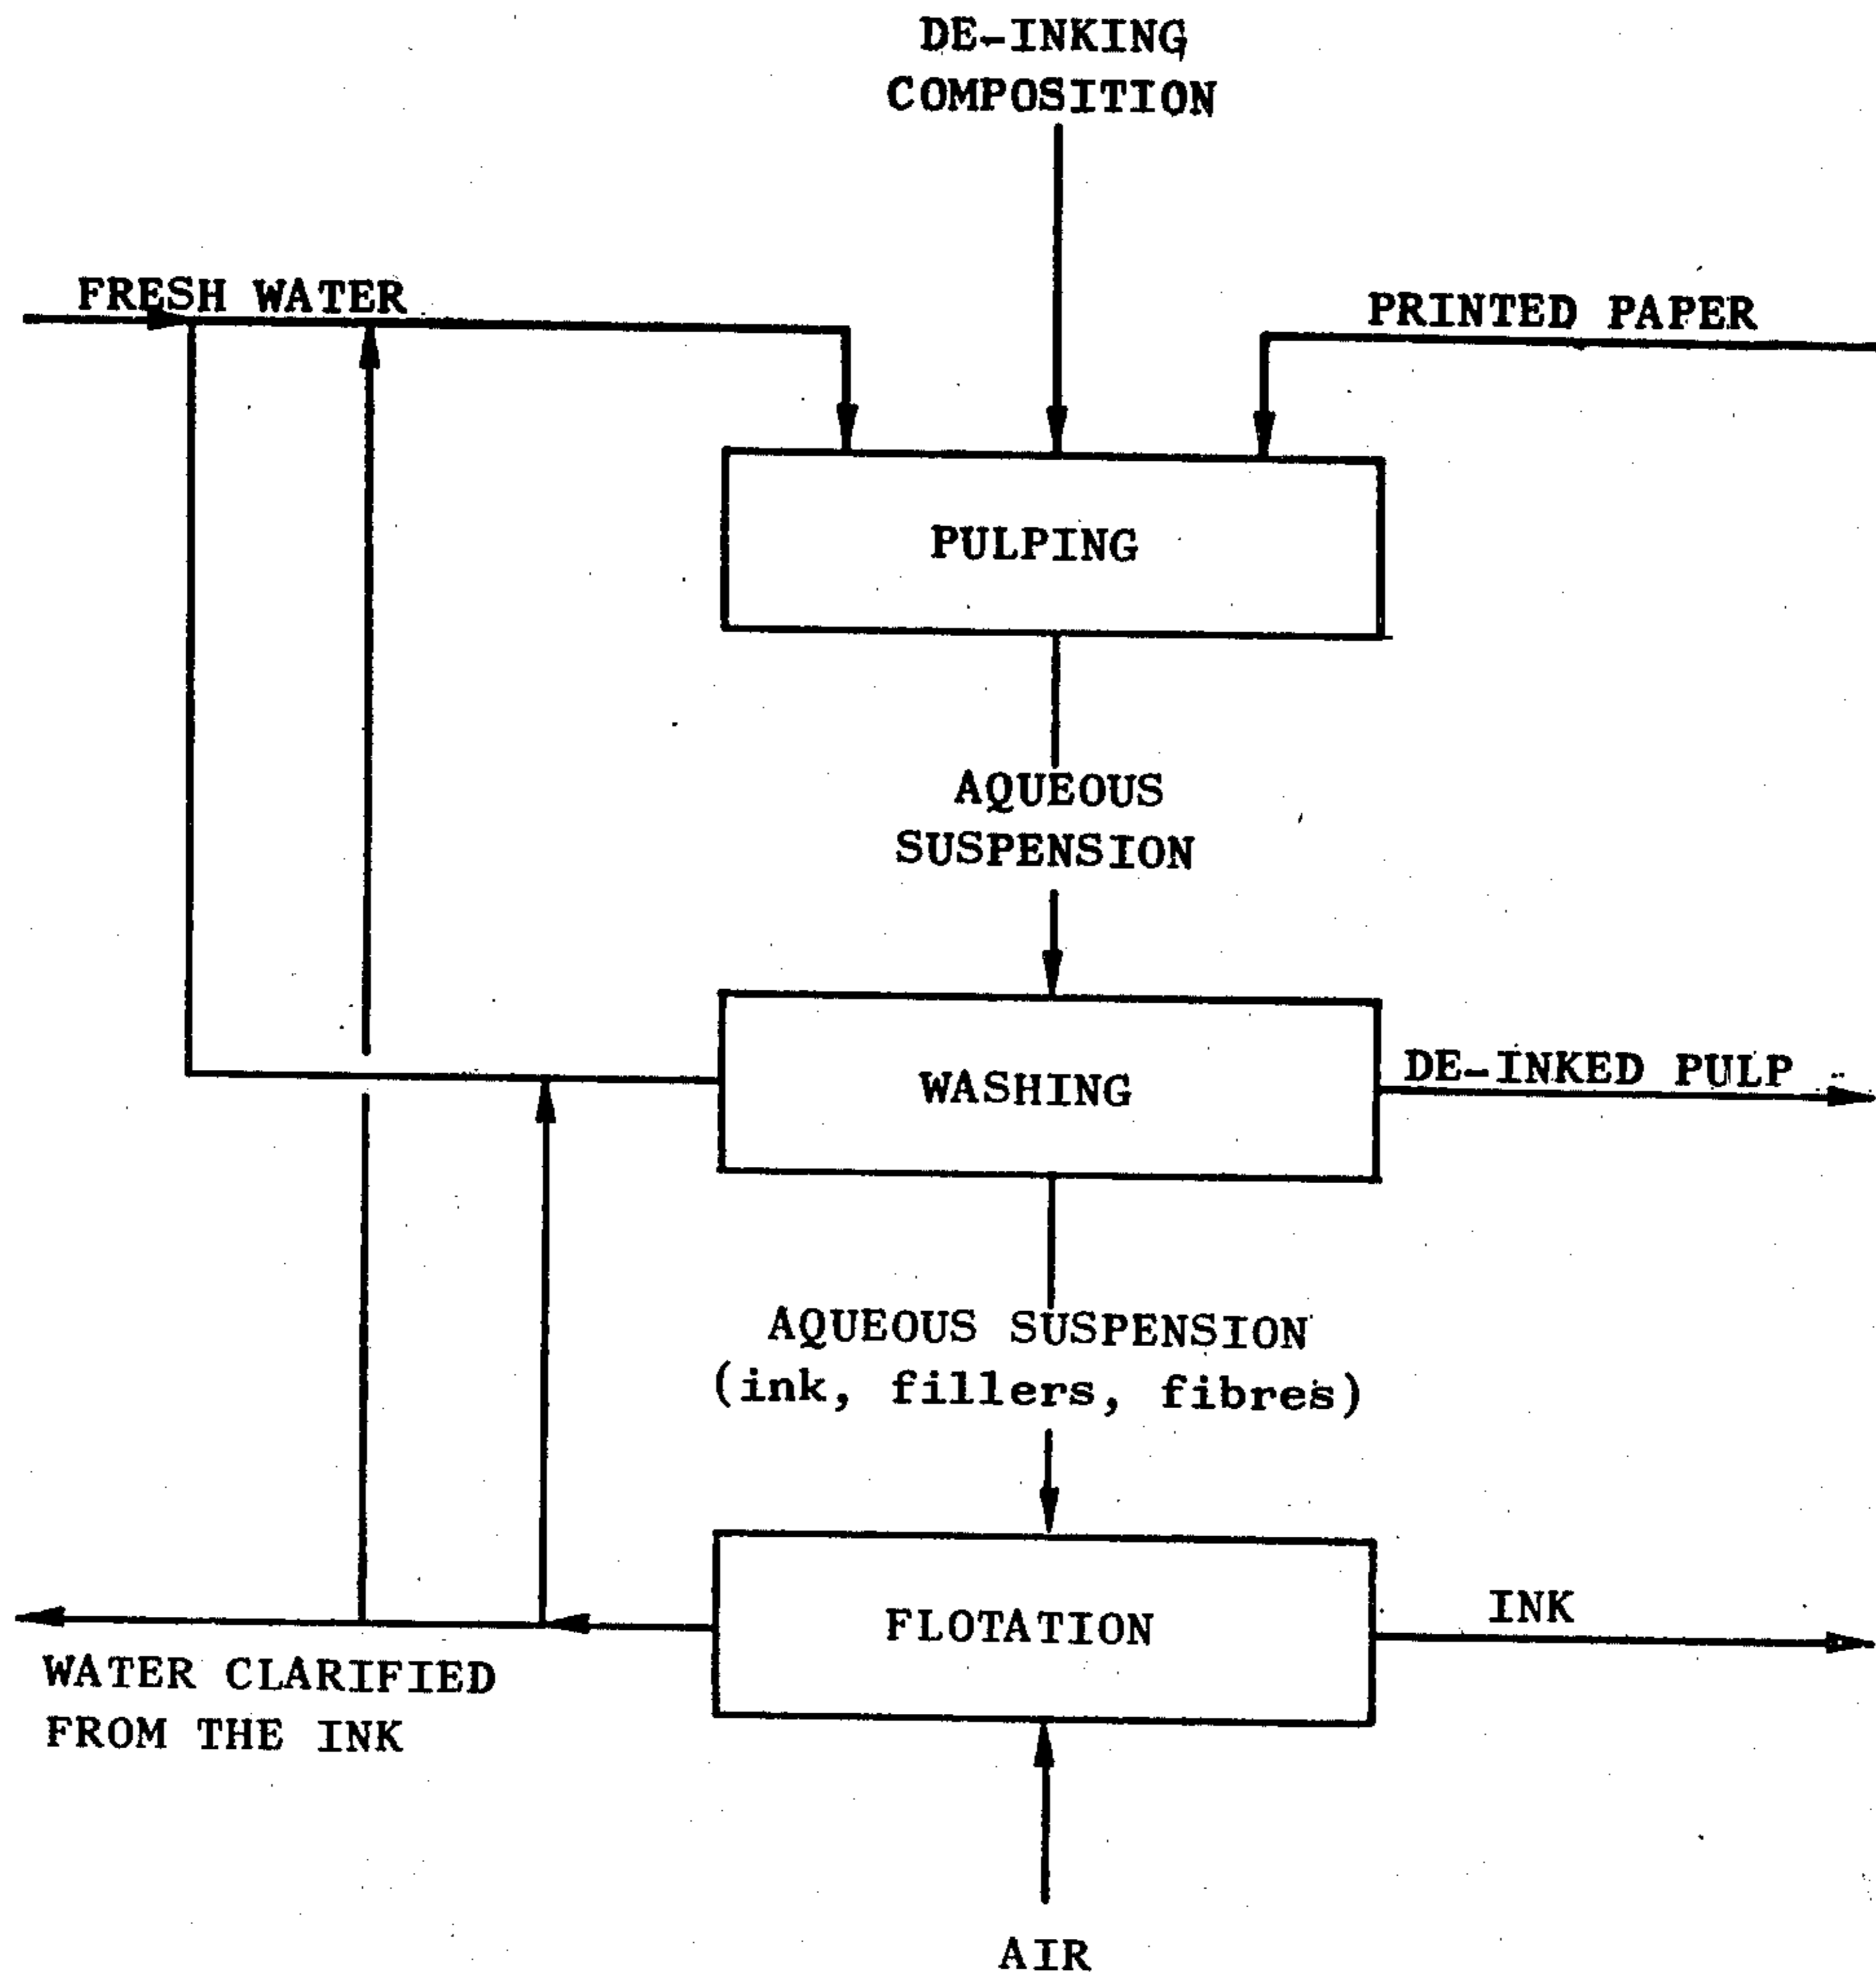 DE-INKING
COMPOSITION
FRESH WATER
PRINTED PAPER
PULPING
AQUEOUS
SUSPENSION
WASHING
DE-INKED PULP
AQUEOUS SUSPENSION
(ink, fillers, fibres)
FLOTATION
INK
WATER CLARIFIED
FROM THE INK
AIR